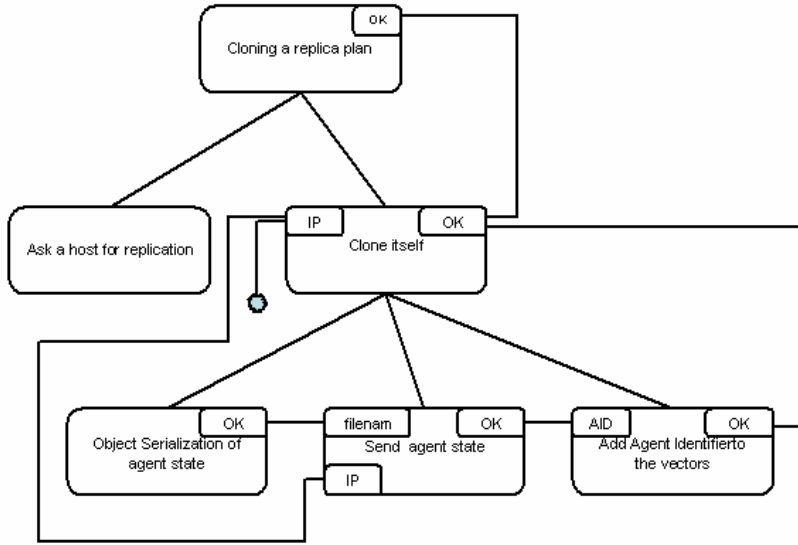 OK
Cloning a replica plan
IP
OK
Ask a host for replication
Clone itself
OK
filenam
OK
AID
OK
Object Serialization of
agent state
Send agent state
Add Agent Identifierto
the vectors
IP